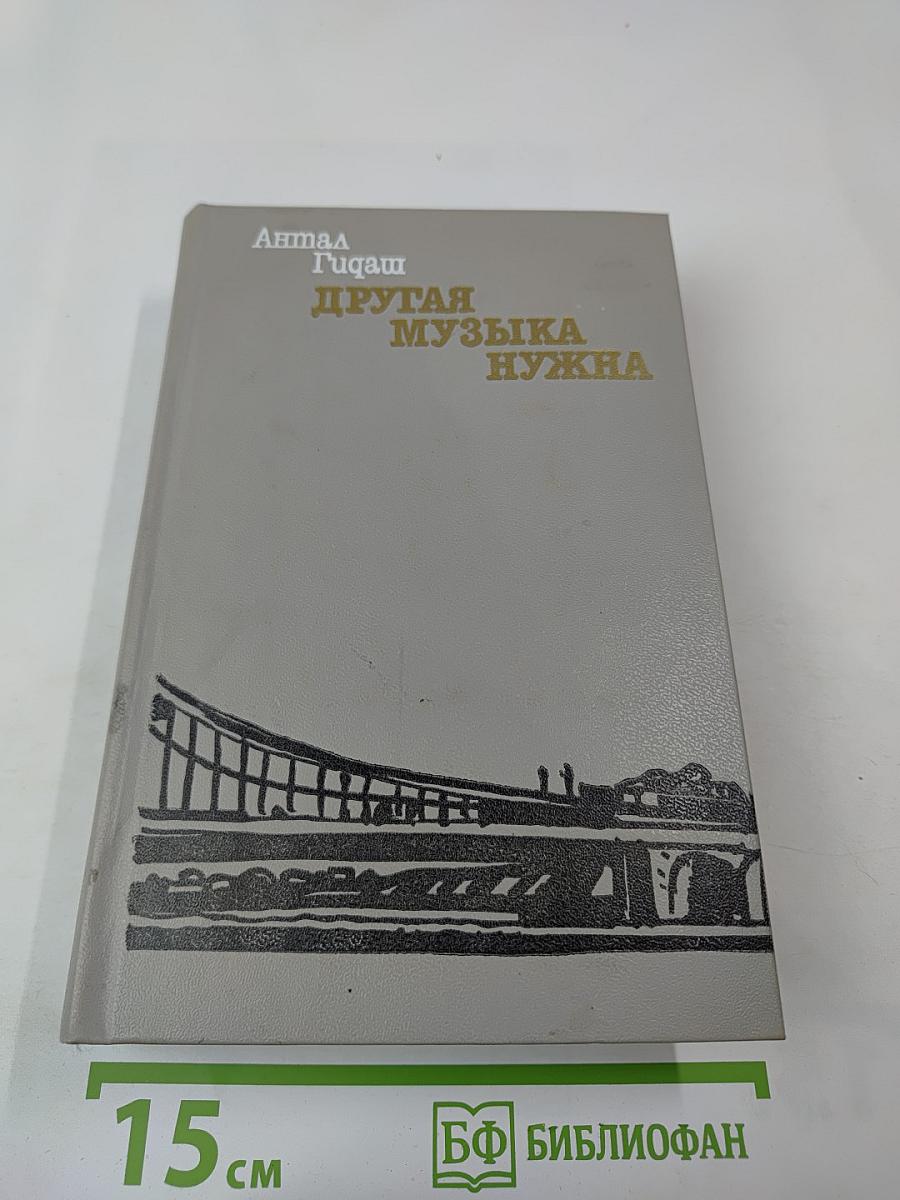 Антал
Гидаш
ДРУГАЯ
МУЗЫКА
НУЖНА
15 см
БФ БИБЛИОФАН